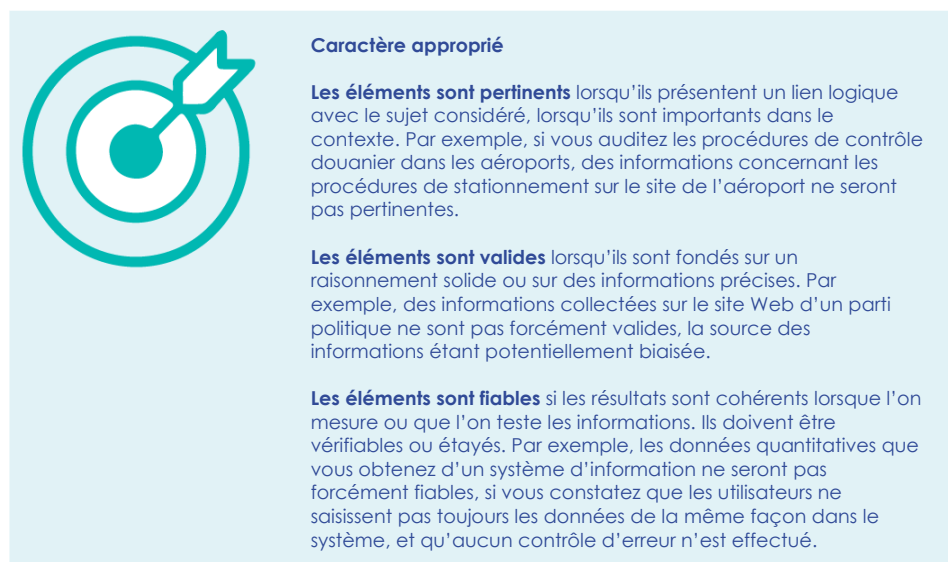 Caractère approprié
Les éléments sont pertinents lorsqu’ils présentent un lien logique
avec le sujet considéré, lorsqu’ils sont importants dans le
contexte. Par exemple, si vous auditez les procédures de contrôle
douanier dans les aéroports, des informations concernant les
procédures de stationnement sur le site de l’aéroport ne seront
pas pertinentes.
Les éléments sont valides lorsqu’ils sont fondés sur un
raisonnement solide ou sur des informations précises. Par
exemple, des informations collectées sur le site Web d’un parti
politique ne sont pas forcément valides, la source des
informations étant potentiellement biaisée.
Les éléments sont fiables si les résultats sont cohérents lorsque l’on
mesure ou que l’on teste les informations. Ils doivent être
vérifiables ou étayés. Par exemple, les données quantitatives que
vous obtenez d’un système d’information ne seront pas
forcément fiables, si vous constatez que les utilisateurs ne
saisissent pas toujours les données de la même façon dans le
système, et qu’aucun contrôle d’erreur n’est effectué.